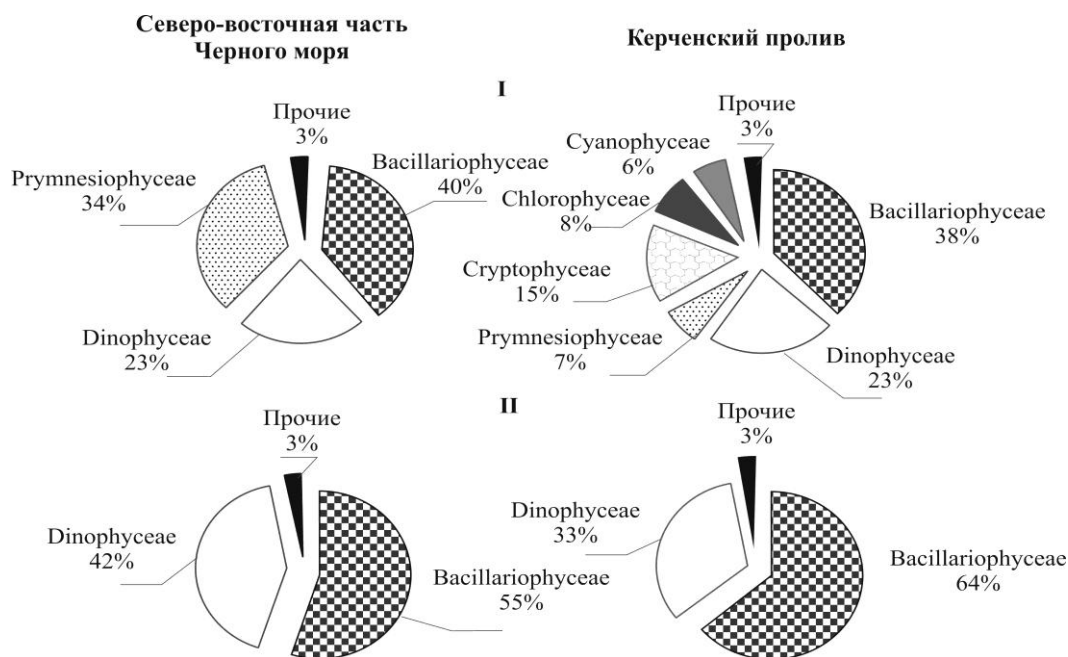 Северо-восточная часть
Черного моря
Керченский пролив
I
Прочие
3%
Bacillariophyceae
40%
Prymnesiophyceae
34%
Dinophyceae
23%
Прочие
3%
Cyanophyceae
6%
Chlorophyceae
8%
Bacillariophyceae
38%
Cryptophyceae
15%
Prymnesiophyceae
7%
Dinophyceae
23%
II
Прочие
3%
Dinophyceae
42%
Bacillariophyceae
55%
Прочие
3%
Dinophyceae
33%
Bacillariophyceae
64%